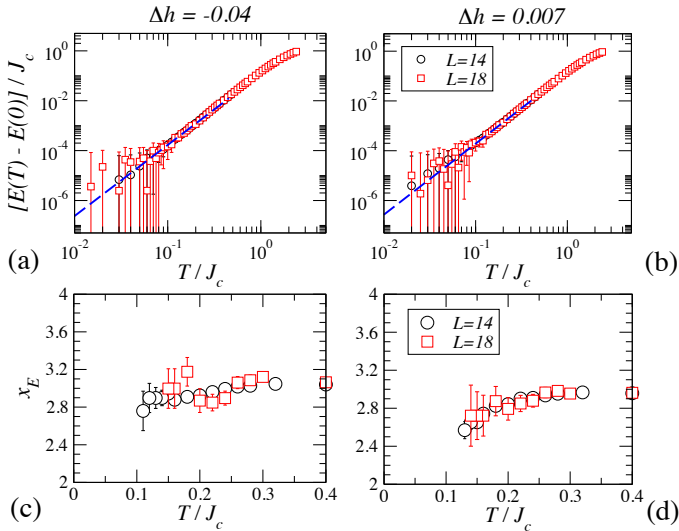 Δh = -0.04
Δh = 0.007
[E(T) - E(0)] / J_c
10^0
10^-2
10^-4
10^-6
10^-2
10^-1
10^0
T / J_c
(a)
L=14
L=18
10^0
10^-2
10^-4
10^-6
10^-2
10^-1
10^0
T / J_c
(b)
x_E
4
3.6
3.2
2.8
2.4
2
0
0.1
0.2
0.3
0.4
T / J_c
(c)
L=14
L=18
4
3.6
3.2
2.8
2.4
2
0
0.1
0.2
0.3
0.4
T / J_c
(d)